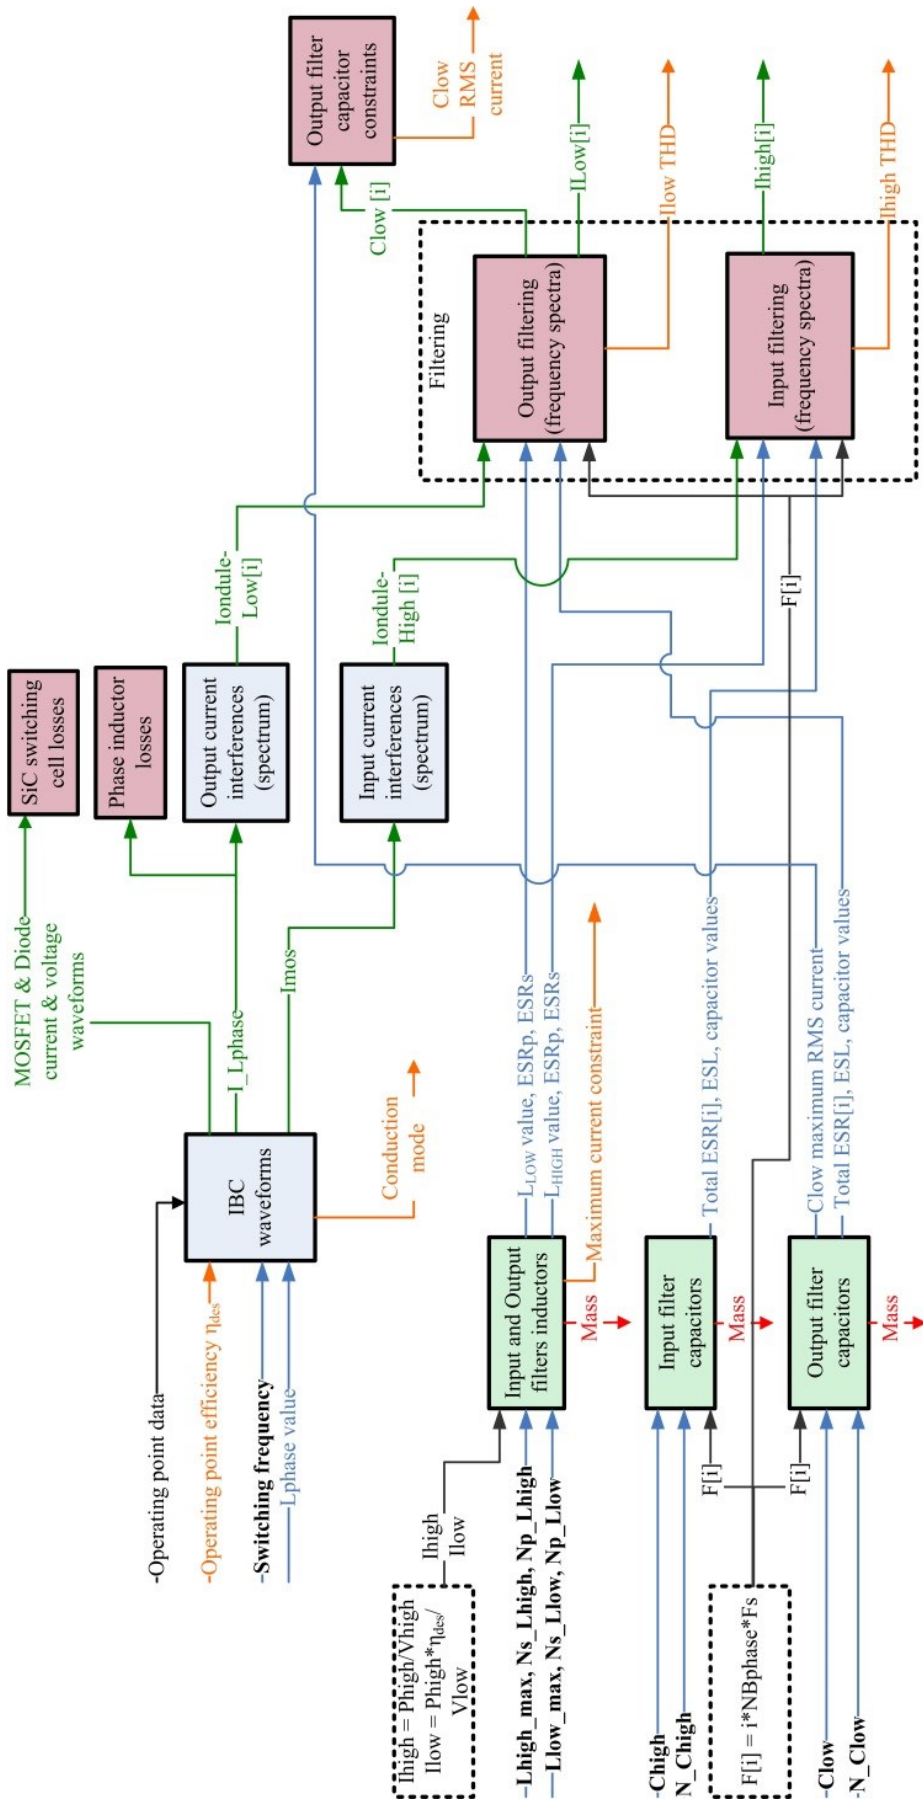 -Operating point data
-Operating point efficiency ηdes
-Switching frequency
Lphase value
IBC
waveforms
MOSFET & Diode
current & voltage
waveforms
I_Lphase
Imos
Conduction
mode
SiC switching
cell losses
Phase inductor
losses
Output current
interferences
(spectrum)
Input current
interferences
(spectrum)
Iondule-
Low[i]
Iondule-
High [i]
Output filter
capacitor
constraints
Clow
RMS
current
Clow [i]
Filtering
Output filtering
(frequency spectra)
ILow[i]
Ilow THD
Input filtering
(frequency spectra)
Ihigh[i]
Ihigh THD
Ihigh = Phigh/Vhigh
Ilow = Phigh*ηdes/
Vlow
Ihigh
Ilow
-Lhigh_max, Ns_Lhigh, Np_Lhigh
Llow_max, Ns_Llow, Np_Llow
Input and Output
filters inductors
LLOW value, ESRp, ESRs
LHIGH value, ESRp, ESRs
Maximum current constraint
Mass
-Chigh
N_Chigh
F[i]
Input filter
capacitors
Total ESR[i], ESL, capacitor values
Mass
F[i] = i*NBphase*Fs
F[i]
F[i]
-Clow
-N_Clow
Output filter
capacitors
Clow maximum RMS current
Total ESR[i], ESL, capacitor values
Mass